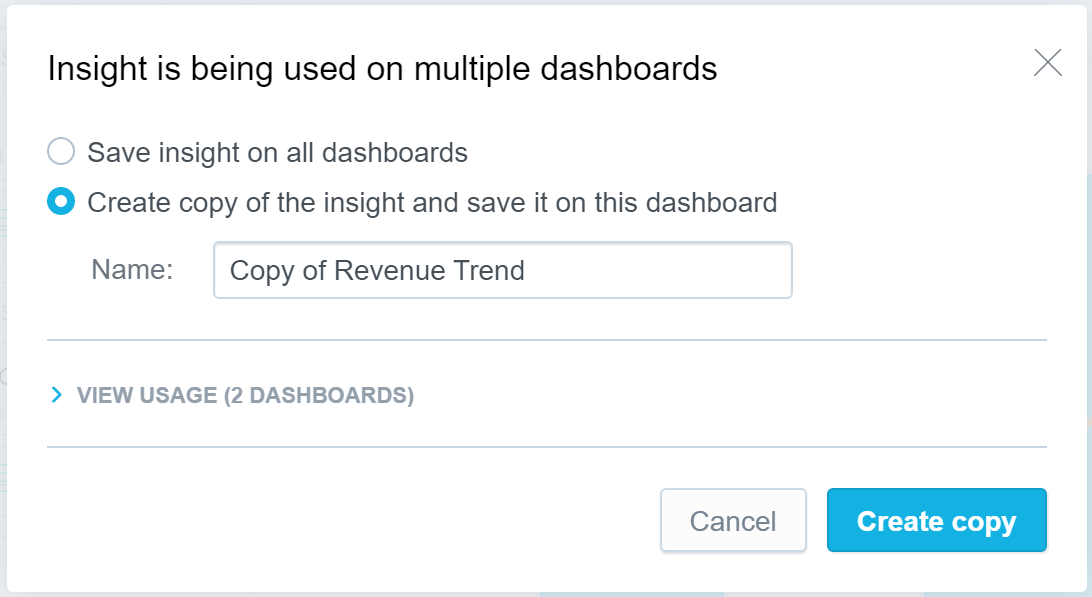 Insight is being used on multiple dashboards
Save insight on all dashboards
Create copy of the insight and save it on this dashboard
Name: Copy of Revenue Trend
VIEW USAGE (2 DASHBOARDS)
Cancel Create copy